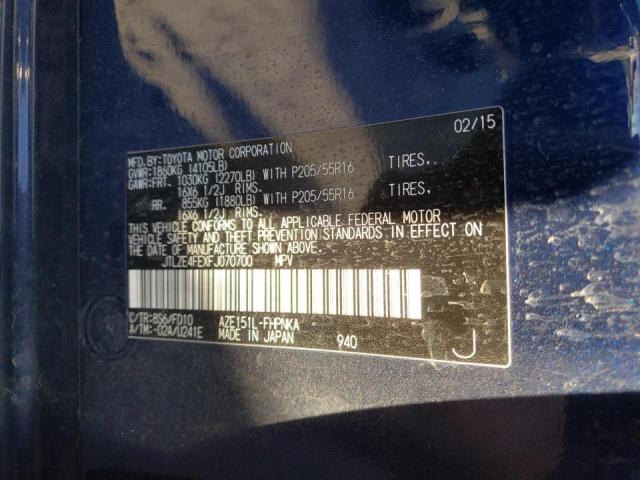 02/15
MFD.BY:TOYOTA MOTOR CORPORATION
GVWR:1860KG (4105LB)
GAWR:FRT. 1030KG (2270LB) WITH P205/55R16 TIRES,
16X6 1/2J RIMS.
RR. 855KG (1880LB) WITH P205/55R16 TIRES,
16X6 1/2J RIMS.
THIS VEHICLE CONFORMS TO ALL APPLICABLE FEDERAL MOTOR
VEHICLE SAFETY AND THEFT PREVENTION STANDARDS IN EFFECT ON
THE DATE OF MANUFACTURE SHOWN ABOVE.
JTLZE4FEXFJ070700 MPV
C/TR:8S6/FD10 AZE151L-FHPNKA
A/TM:-02A/U241E MADE IN JAPAN 940 J